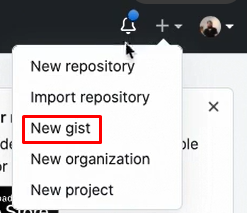 New repository
Import repository
New gist
New organization
New project